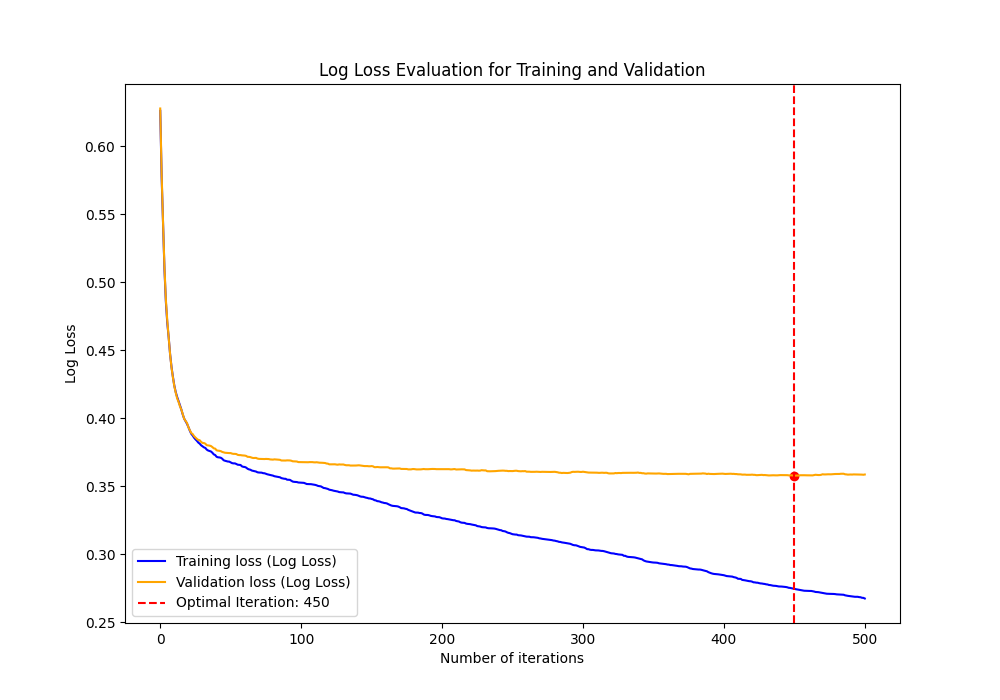 Log Loss Evaluation for Training and Validation
0.60
0.55
0.50
0.45
0.40
0.35
0.30
0.25
Log Loss
Training loss (Log Loss)
Validation loss (Log Loss)
Optimal Iteration: 450
0
100
200
300
400
500
Number of iterations